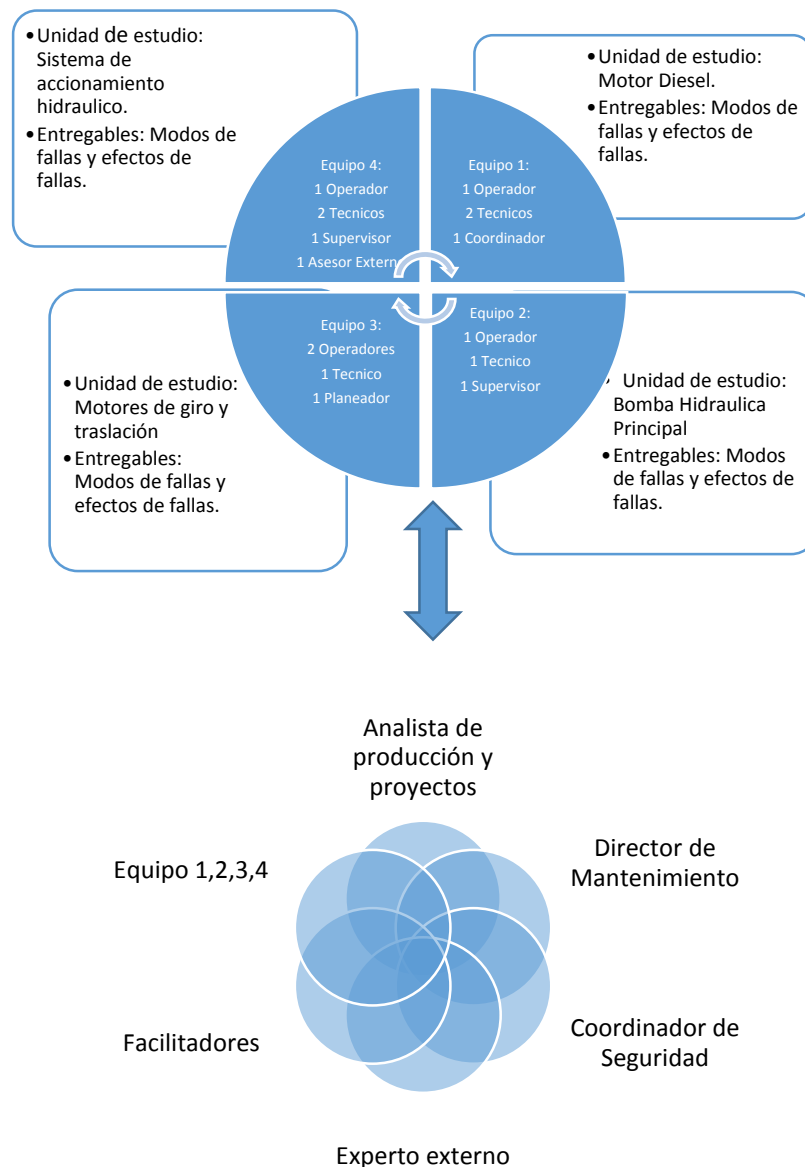 •Unidad de estudio:
Sistema de
accionamiento
hidraulico.
•Entregables: Modos de
fallas y efectos de
fallas.
•Unidad de estudio:
Motor Diesel.
•Entregables: Modos de
fallas y efectos de
fallas.
Equipo 4:
1 Operador
2 Tecnicos
1 Supervisor
1 Asesor Extern
Equipo 1:
1 Operador
2 Tecnicos
1 Coordinador
Equipo 3:
2 Operadores
1 Tecnico
1 Planeador
Equipo 2:
1 Operador
1 Tecnico
1 Supervisor
•Unidad de estudio:
Motores de giro y
traslación
•Entregables:
Modos de fallas y
efectos de fallas.
• Unidad de estudio:
Bomba Hidraulica
Principal
•Entregables: Modos
de fallas y efectos de
fallas.
Analista de
producción y
proyectos
Equipo 1,2,3,4
Director de
Mantenimiento
Facilitadores
Coordinador de
Seguridad
Experto externo